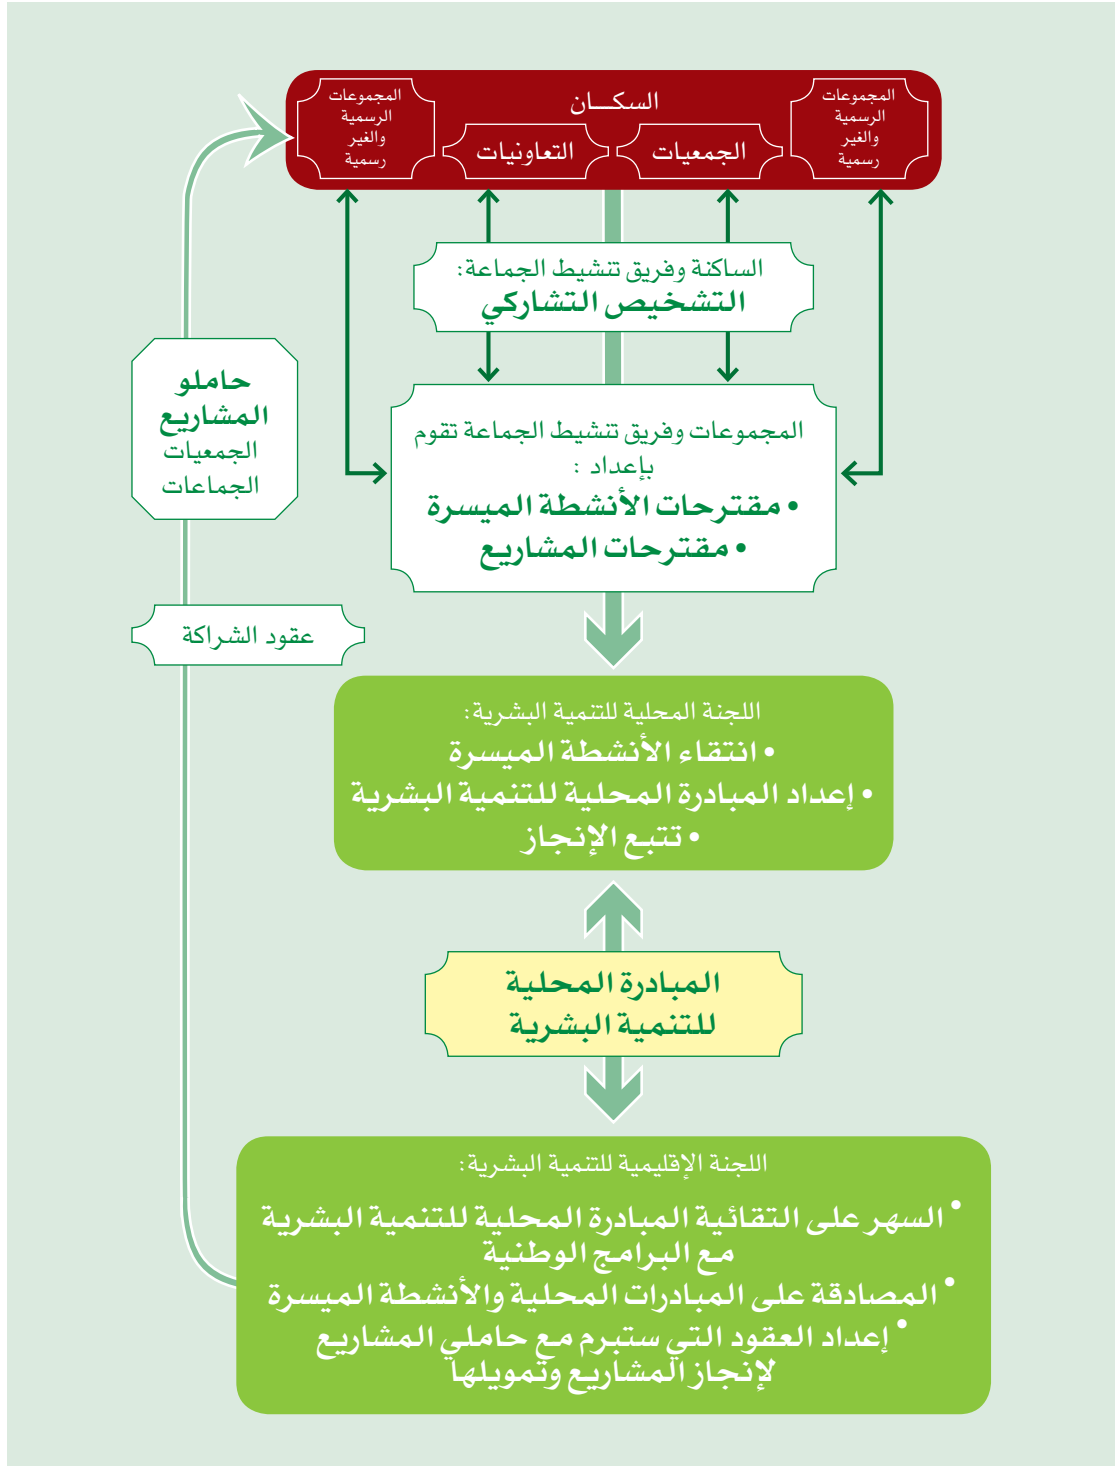 السكــان
المجموعات
الرسمية
والغير
رسمية
الجمعيات
التعاونيات
المجموعات
الرسمية
والغير
رسمية
الساكنة وفريق تنشيط الجماعة:
التشخيص التشاركي
المجموعات وفريق تنشيط الجماعة تقوم
بإعداد :
• مقترحات الأنشطة الميسرة
• مقترحات المشاريع
حاملو
المشاريع
الجمعيات
الجماعات
عقود الشراكة
اللجنة المحلية للتنمية البشرية:
• انتقاء الأنشطة الميسرة
• إعداد المبادرة المحلية للتنمية البشرية
• تتبع الإنجاز
المبادرة المحلية
للتنمية البشرية
اللجنة الإقليمية للتنمية البشرية:
• السهر على التقائية المبادرة المحلية للتنمية البشرية
مع البرامج الوطنية
• المصادقة على المبادرات المحلية والأنشطة الميسرة
• إعداد العقود التي ستبرم مع حاملي المشاريع
لإنجاز المشاريع وتمويلها